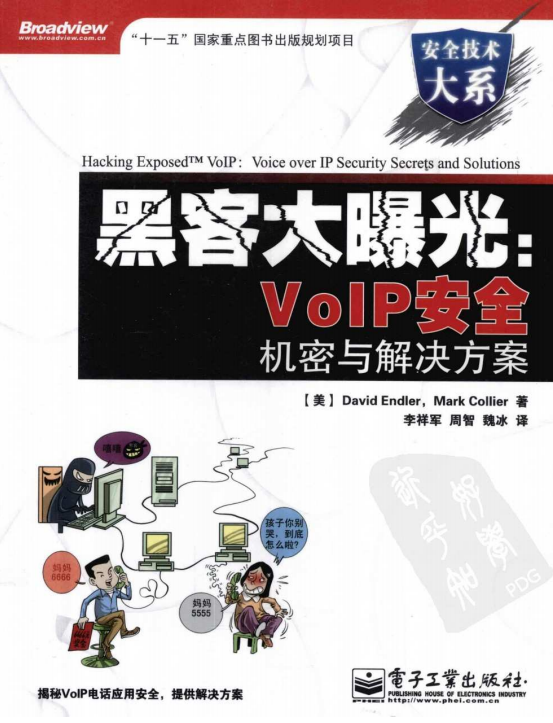 Broadview
www.broadview.com.cn
“十一五”国家重点图书出版规划项目
安全技术
大系
Hacking Exposed™ VoIP: Voice over IP Security Secrets and Solutions
黑客大曝光:
VoIP安全
机密与解决方案
【美】David Endler, Mark Collier 著
李祥军 周智 魏冰 译
嘻嘻
孩子你别
哭,到底
怎么啦?
妈妈
6666
妈妈
5555
PDG
揭秘VoIP电话应用安全,提供解决方案
电子工业出版社.
PUBLISHING HOUSE OF ELECTRONICS INDUSTRY
http://www.phei.com.cn